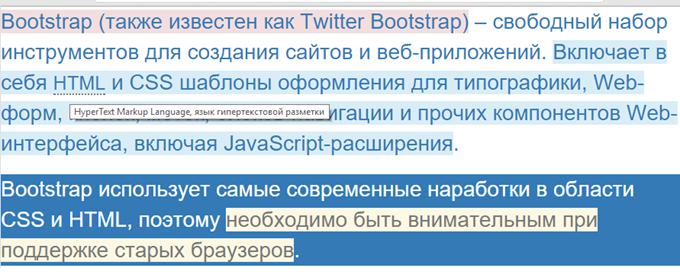 Bootstrap (также известен как Twitter Bootstrap) – свободный набор
инструментов для создания сайтов и веб-приложений. Включает в
себя HTML и CSS шаблоны оформления для типографики, Web-
форм,
HyperText Markup Language, язык гипертекстовой разметки
и прочих компонентов Web-
интерфейса, включая JavaScript-расширения.
Bootstrap использует самые современные наработки в области
CSS и HTML, поэтому необходимо быть внимательным при
поддержке старых браузеров.